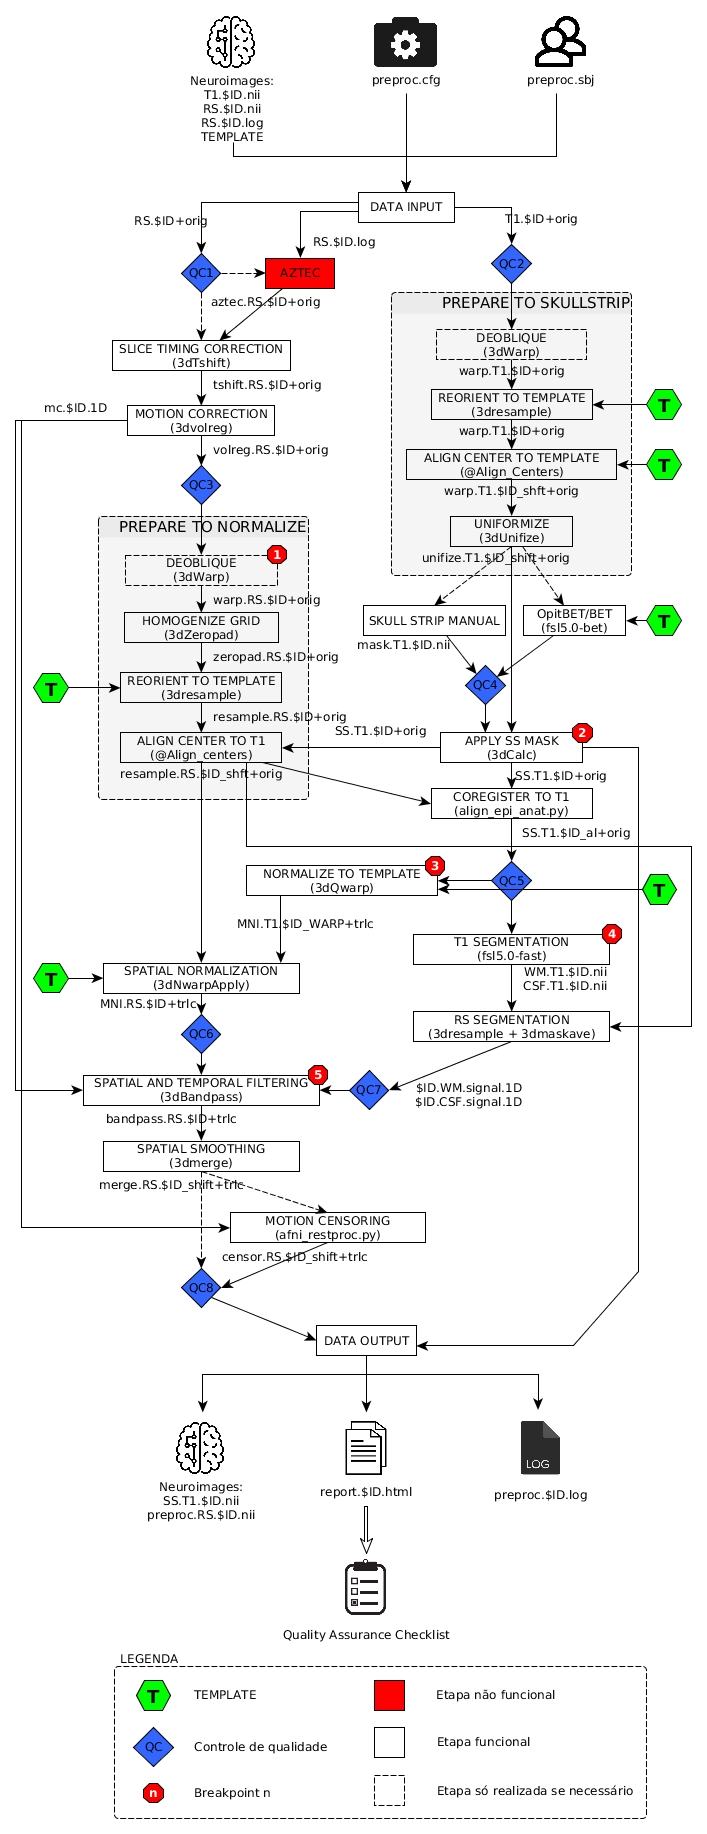 Neuroimages:
T1.$ID.nii
RS.$ID.nii
RS.$ID.log
TEMPLATE
preproc.cfg
preproc.sbj
DATA INPUT
RS.$ID+orig
T1.$ID+orig
RS.$ID.log
QC1
AZTEC
QC2
aztec.RS.$ID+orig
PREPARE TO SKULLSTRIP
DEOBLIQUE
(3dWarp)
SLICE TIMING CORRECTION
(3dTshift)
warp.T1.$ID+orig
tshift.RS.$ID+orig
REORIENT TO TEMPLATE
(3dresample)
T
mc.$ID.1D
MOTION CORRECTION
(3dvolreg)
warp.T1.$ID+orig
volreg.RS.$ID+orig
ALIGN CENTER TO TEMPLATE
(@Align_Centers)
T
QC3
warp.T1.$ID_shft+orig
PREPARE TO NORMALIZE
UNIFORMIZE
(3dUnifize)
1
DEOBLIQUE
(3dWarp)
unifize.T1.$ID_shift+orig
warp.RS.$ID+orig
HOMOGENIZE GRID
(3dZeropad)
SKULL STRIP MANUAL
OpitBET/BET
(fsl5.0-bet)
T
mask.T1.$ID.nii
zeropad.RS.$ID+orig
T
REORIENT TO TEMPLATE
(3dresample)
QC4
resample.RS.$ID+orig
SS.T1.$ID+orig
2
ALIGN CENTER TO T1
(@Align_centers)
APPLY SS MASK
(3dCalc)
resample.RS.$ID_shft+orig
SS.T1.$ID+orig
COREGISTER TO T1
(align_epi_anat.py)
SS.T1.$ID_al+orig
3
NORMALIZE TO TEMPLATE
(3dQwarp)
QC5
T
MNI.T1.$ID_WARP+trlc
4
T1 SEGMENTATION
(fsl5.0-fast)
T
SPATIAL NORMALIZATION
(3dNwarpApply)
WM.T1.$ID.nii
CSF.T1.$ID.nii
MNI.RS.$ID+trlc
QC6
RS SEGMENTATION
(3dresample + 3dmaskave)
5
SPATIAL AND TEMPORAL FILTERING
(3dBandpass)
QC7
$ID.WM.signal.1D
$ID.CSF.signal.1D
bandpass.RS.$ID+trlc
SPATIAL SMOOTHING
(3dmerge)
merge.RS.$ID_shift+trlc
MOTION CENSORING
(afni_restproc.py)
censor.RS.$ID_shift+trlc
QC8
DATA OUTPUT
LOG
Neuroimages:
SS.T1.$ID.nii
preproc.RS.$ID.nii
report.$ID.html
preproc.$ID.log
Quality Assurance Checklist
LEGENDA
T
TEMPLATE
Etapa não funcional
QC
Controle de qualidade
Etapa funcional
n
Breakpoint n
Etapa só realizada se necessário